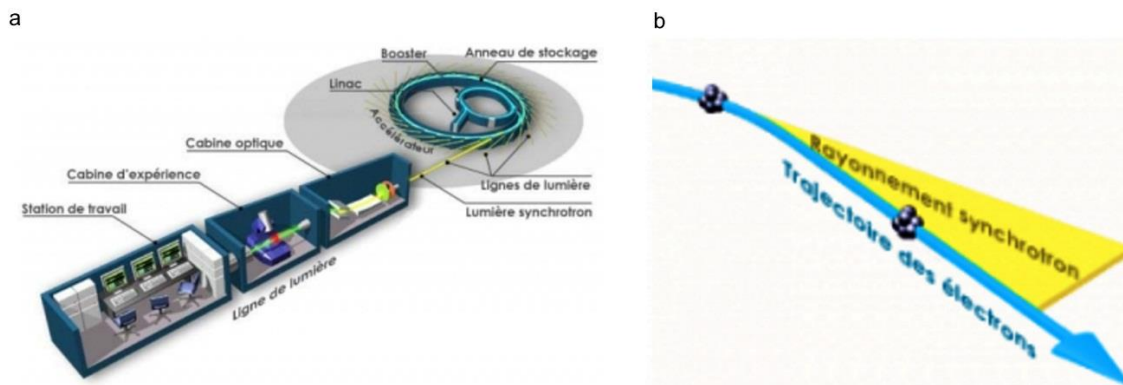 a
b
Booster
Anneau de stockage
Linac
Accélérateur
Cabine optique
Cabine d'expérience
Lignes de lumière
Station de travail
Lumière synchrotron
Ligne de lumière
Rayonnement synchrotron
Trajectoire des électrons